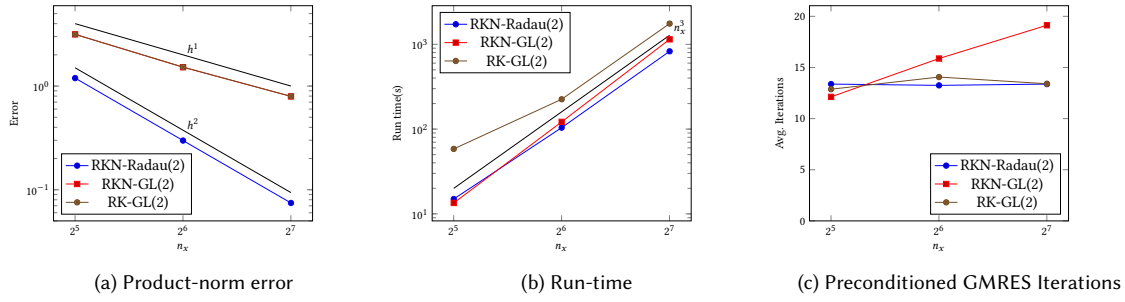 10^0
10^{-1}
Error
h^1
h^2
RKN-Radau(2)
RKN-GL(2)
RK-GL(2)
2^5
2^6
2^7
n_x
(a) Product-norm error
10^3
10^2
10^1
Run time(s)
RKN-Radau(2)
RKN-GL(2)
RK-GL(2)
n_x^3
2^5
2^6
2^7
n_x
(b) Run-time
20
15
10
5
0
Avg. Iterations
RKN-Radau(2)
RKN-GL(2)
RK-GL(2)
2^5
2^6
2^7
n_x
(c) Preconditioned GMRES Iterations